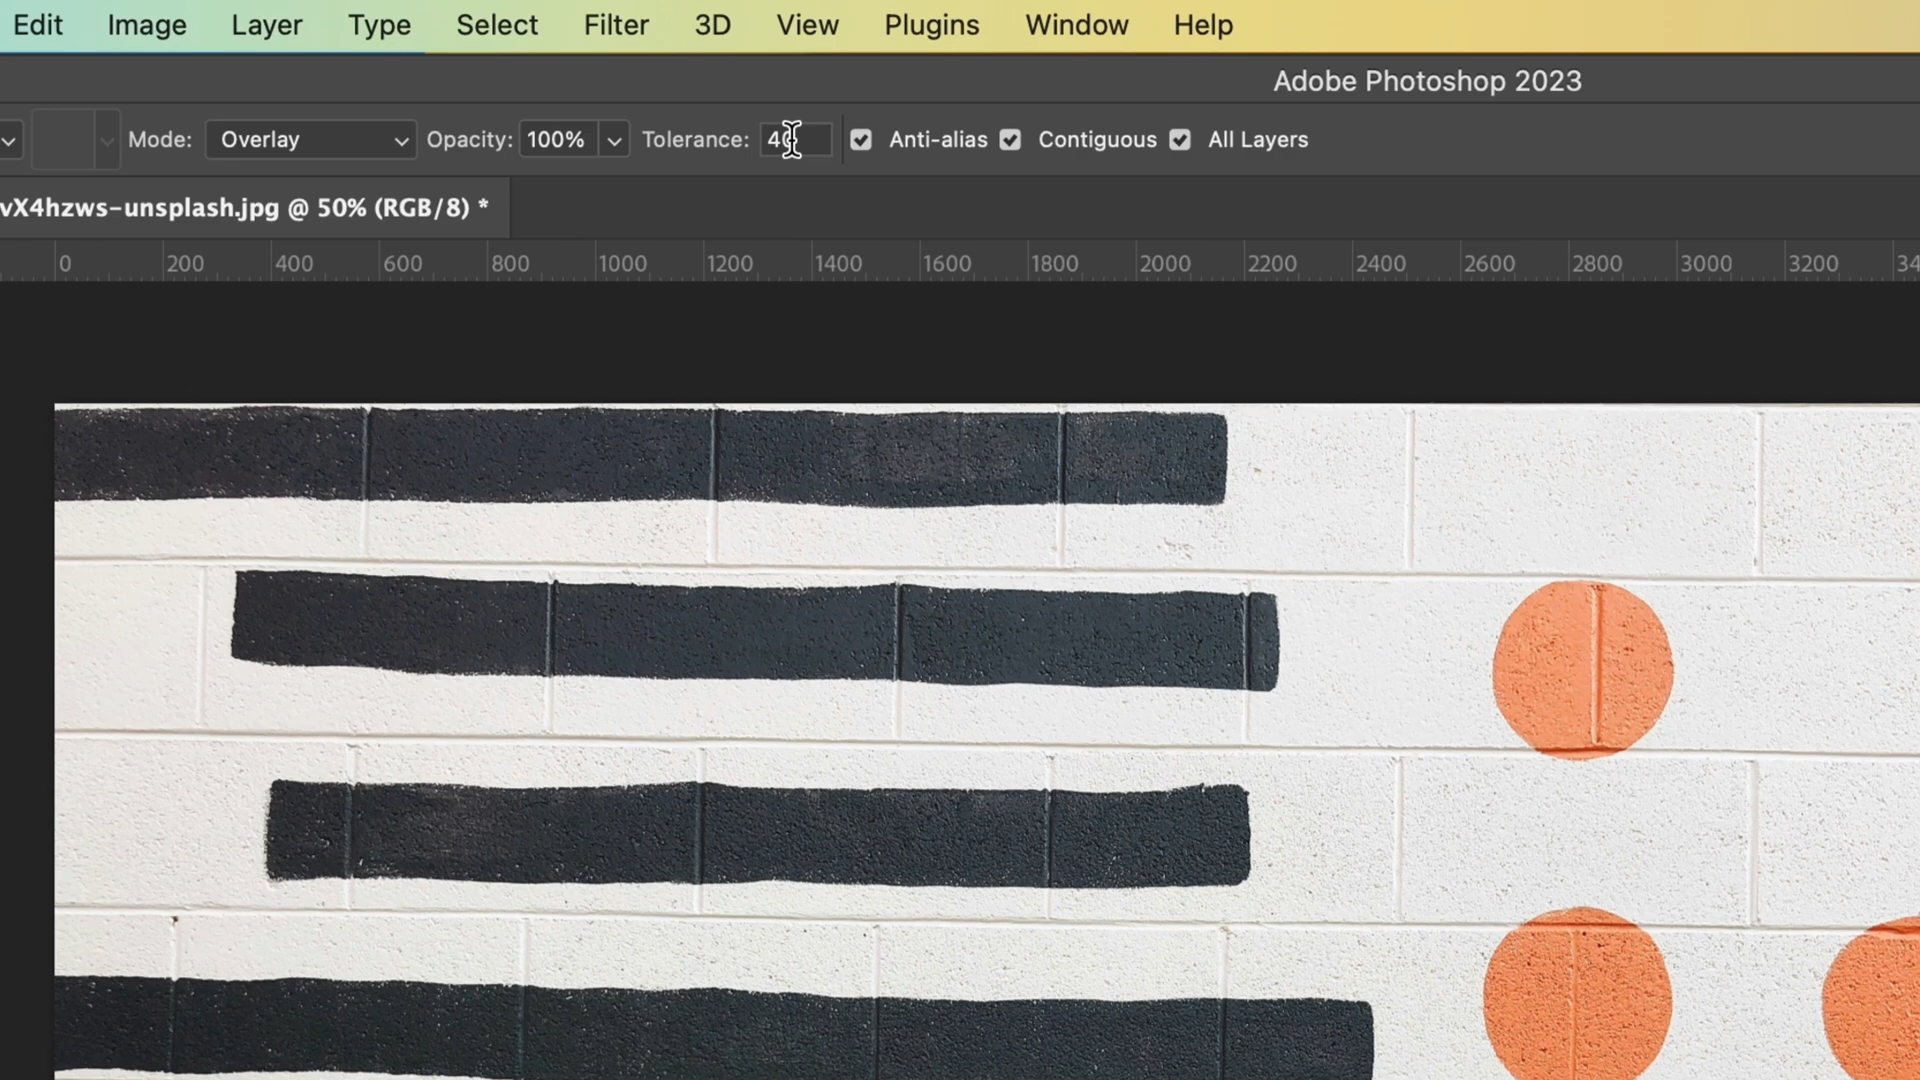 Edit Image Layer Type Select Filter 3D View Plugins Window Help
Adobe Photoshop 2023
Mode: Overlay Opacity: 100% Tolerance: Anti-alias Contiguous All Layers
vX4hzws-unsplash.jpg @ 50% (RGB/8) *
0 200 400 600 800 1000 1200 1400 1600 1800 2000 2200 2400 2600 2800 3000 3200